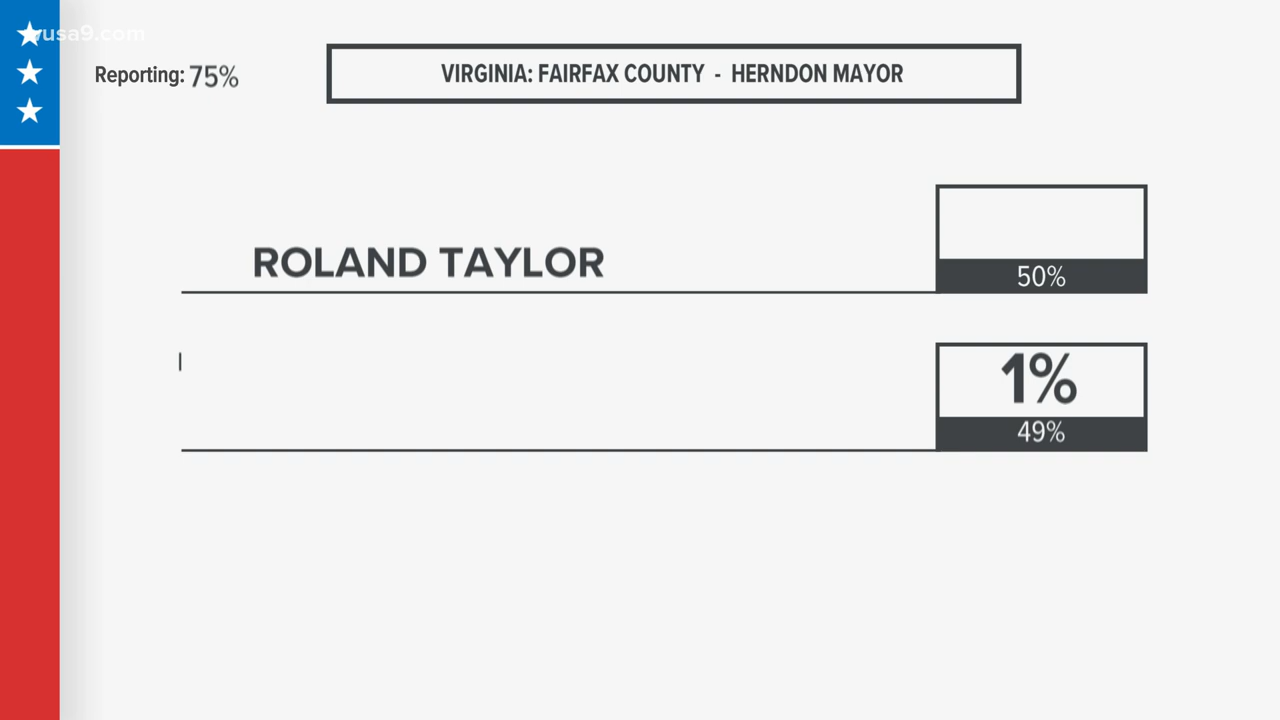 wusa9.com
Reporting: 75%
VIRGINIA: FAIRFAX COUNTY - HERNDON MAYOR
ROLAND TAYLOR
50%
1%
49%